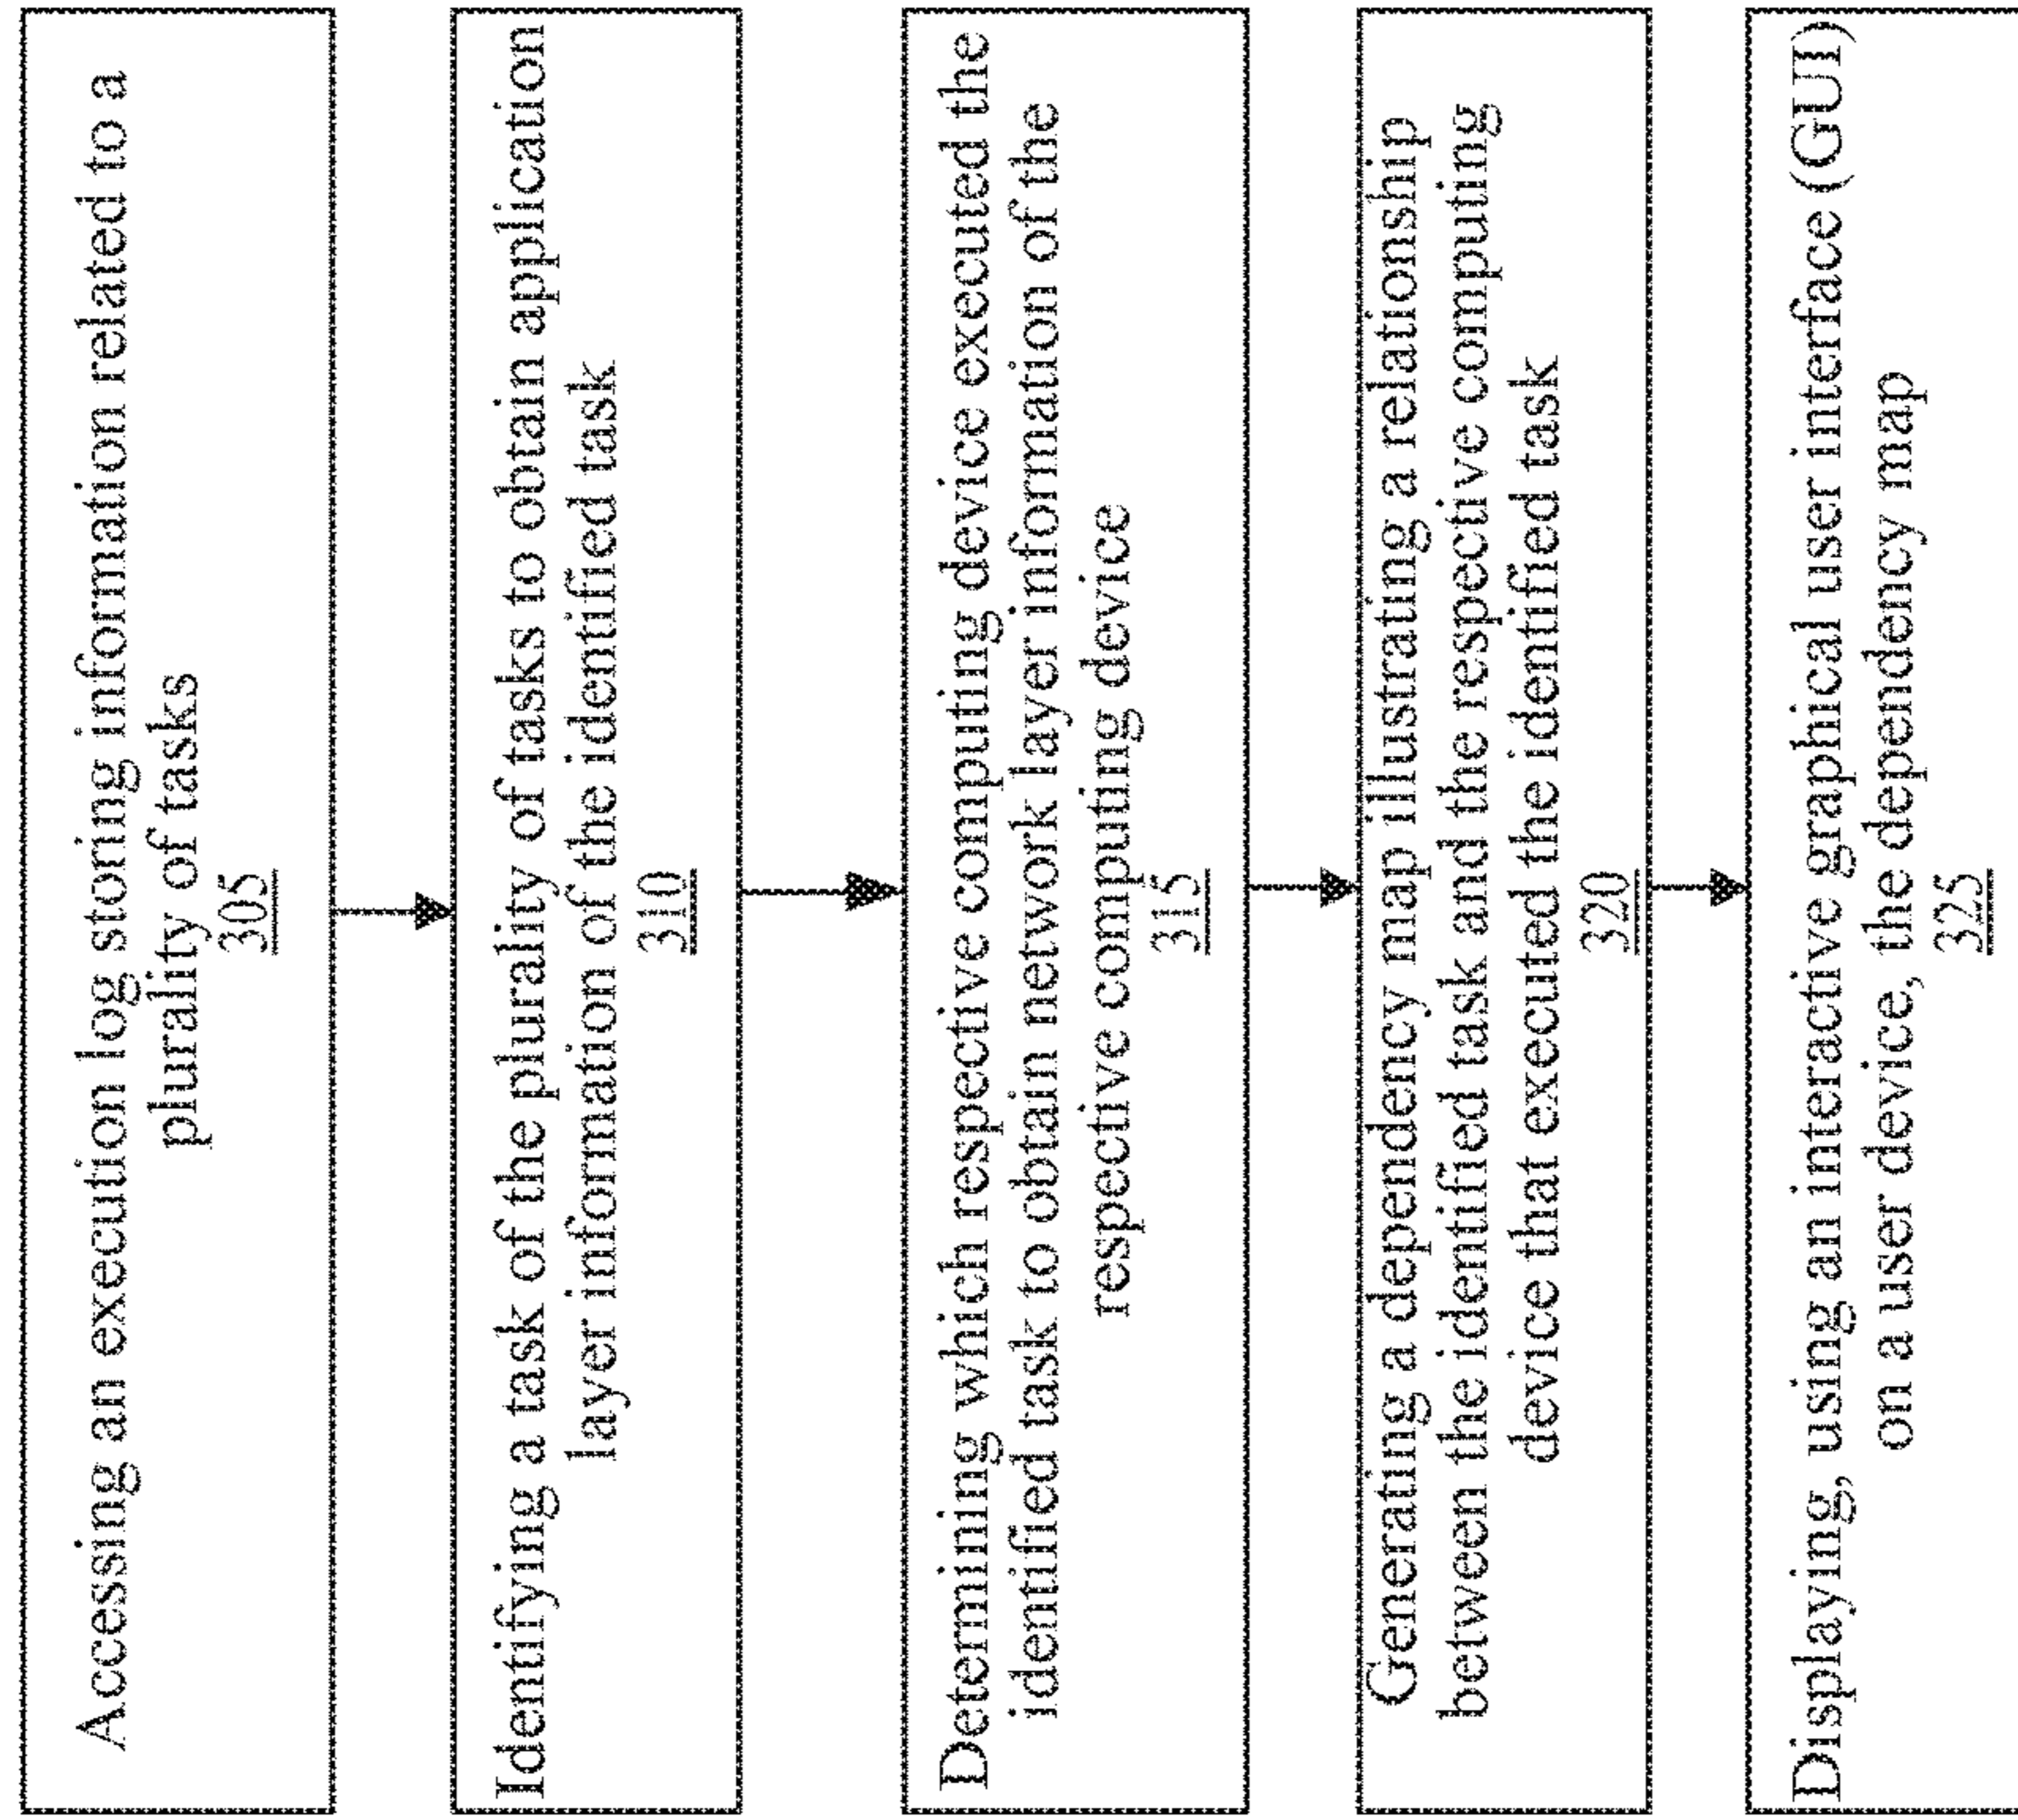 Accessing an execution log storing information related to a
plurality of tasks
305
Identifying a task of the plurality of tasks to obtain application
layer information of the identified task
310
Determining which respective computing device executed the
identified task to obtain network layer information of the
respective computing device
315
Generating a dependency map illustrating a relationship
between the identified task and the respective computing
device that executed the identified task
320
Displaying, using an interactive graphical user interface (GUI)
on a user device, the dependency map
325